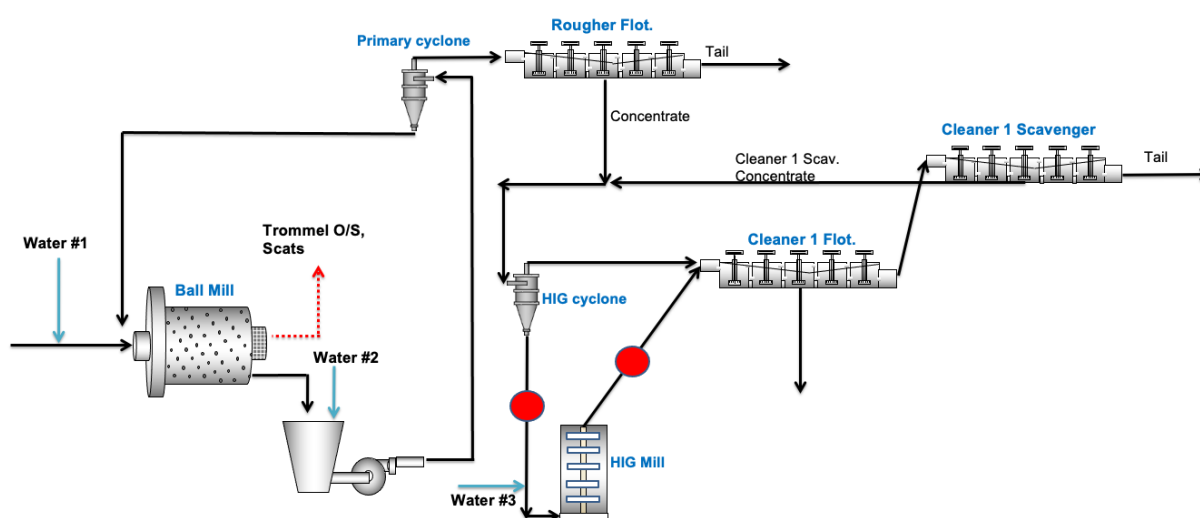 Rougher Flot.
Primary cyclone
Tail
Concentrate
Cleaner 1 Scavenger
Cleaner 1 Scav.
Concentrate
Tail
Trommel O/S,
Scats
Water #1
Cleaner 1 Flot.
Ball Mill
HIG cyclone
Water #2
HIG Mill
Water #3